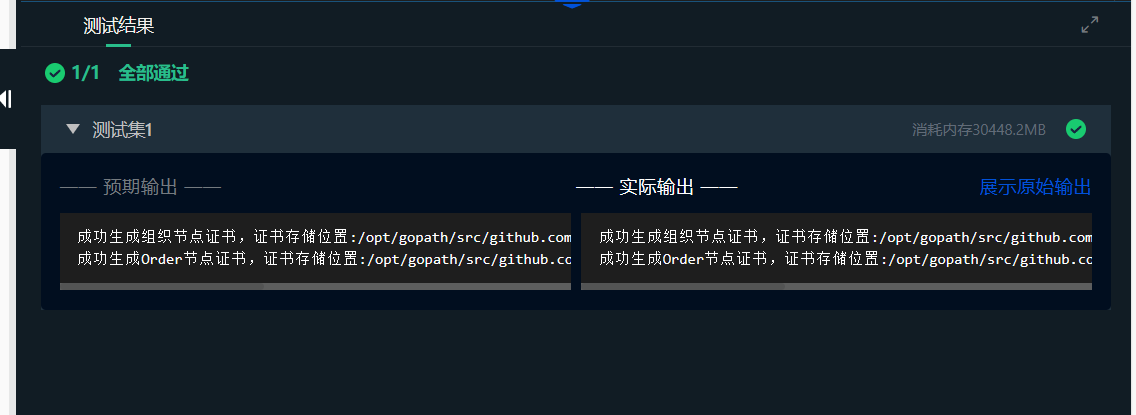 测试结果
1/1 全部通过
测试集1 消耗内存30448.2MB
—— 预期输出 —— —— 实际输出 —— 展示原始输出
成功生成组织节点证书，证书存储位置:/opt/gopath/src/github.com 成功生成组织节点证书，证书存储位置:/opt/gopath/src/github.com
成功生成Order节点证书，证书存储位置:/opt/gopath/src/github.co 成功生成Order节点证书，证书存储位置:/opt/gopath/src/github.co